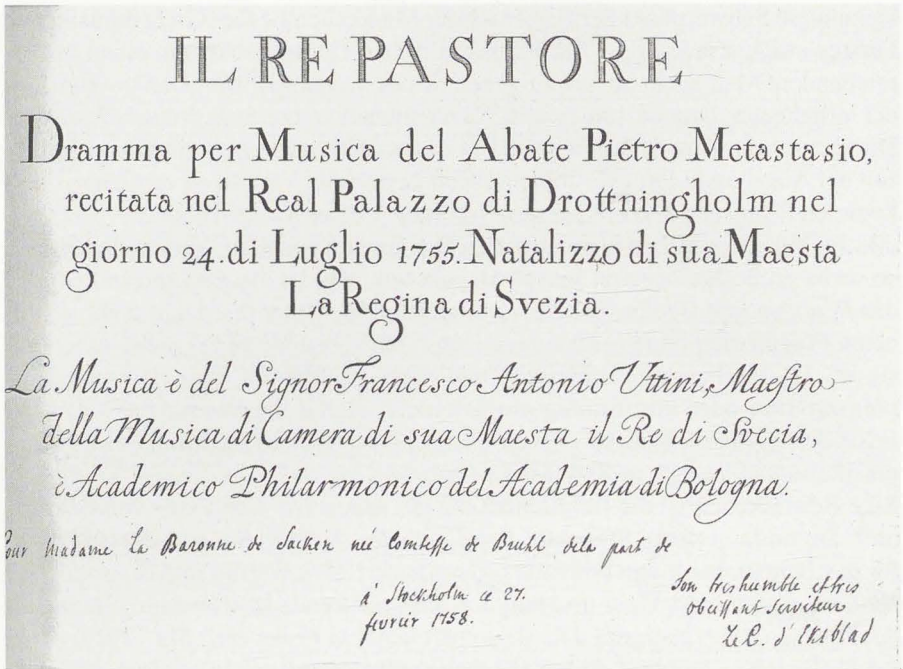 IL RE PASTORE
Dramma per Musica del Abate Pietro Metastasio,
recitata nel Real Palazzo di Drottningholm nel
giorno 24. di Luglio 1755. Natalizzo di sua Maesta
La Regina di Svezia.
La Musica è del Signor Francesco Antonio Uttini, Maestro
della Musica di Camera di sua Maesta il Re di Svecia,
è Academico Philarmonico del Academia di Bologna.
Pour Madame La Baronne de Sacken neé Comtesse de Bruhl dela part de
Son tres humble et tres
à Stockholm ce 27.
obeissant Serviteur
fevrier 1758.
Le C. d'Ekeblad